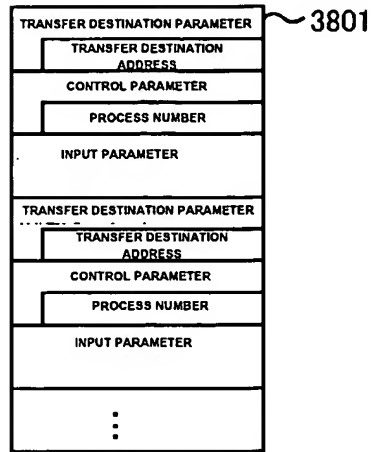 TRANSFER DESTINATION PARAMETER
3801
TRANSFER DESTINATION
ADDRESS
CONTROL PARAMETER
PROCESS NUMBER
INPUT PARAMETER
TRANSFER DESTINATION PARAMETER
TRANSFER DESTINATION
ADDRESS
CONTROL PARAMETER
PROCESS NUMBER
INPUT PARAMETER